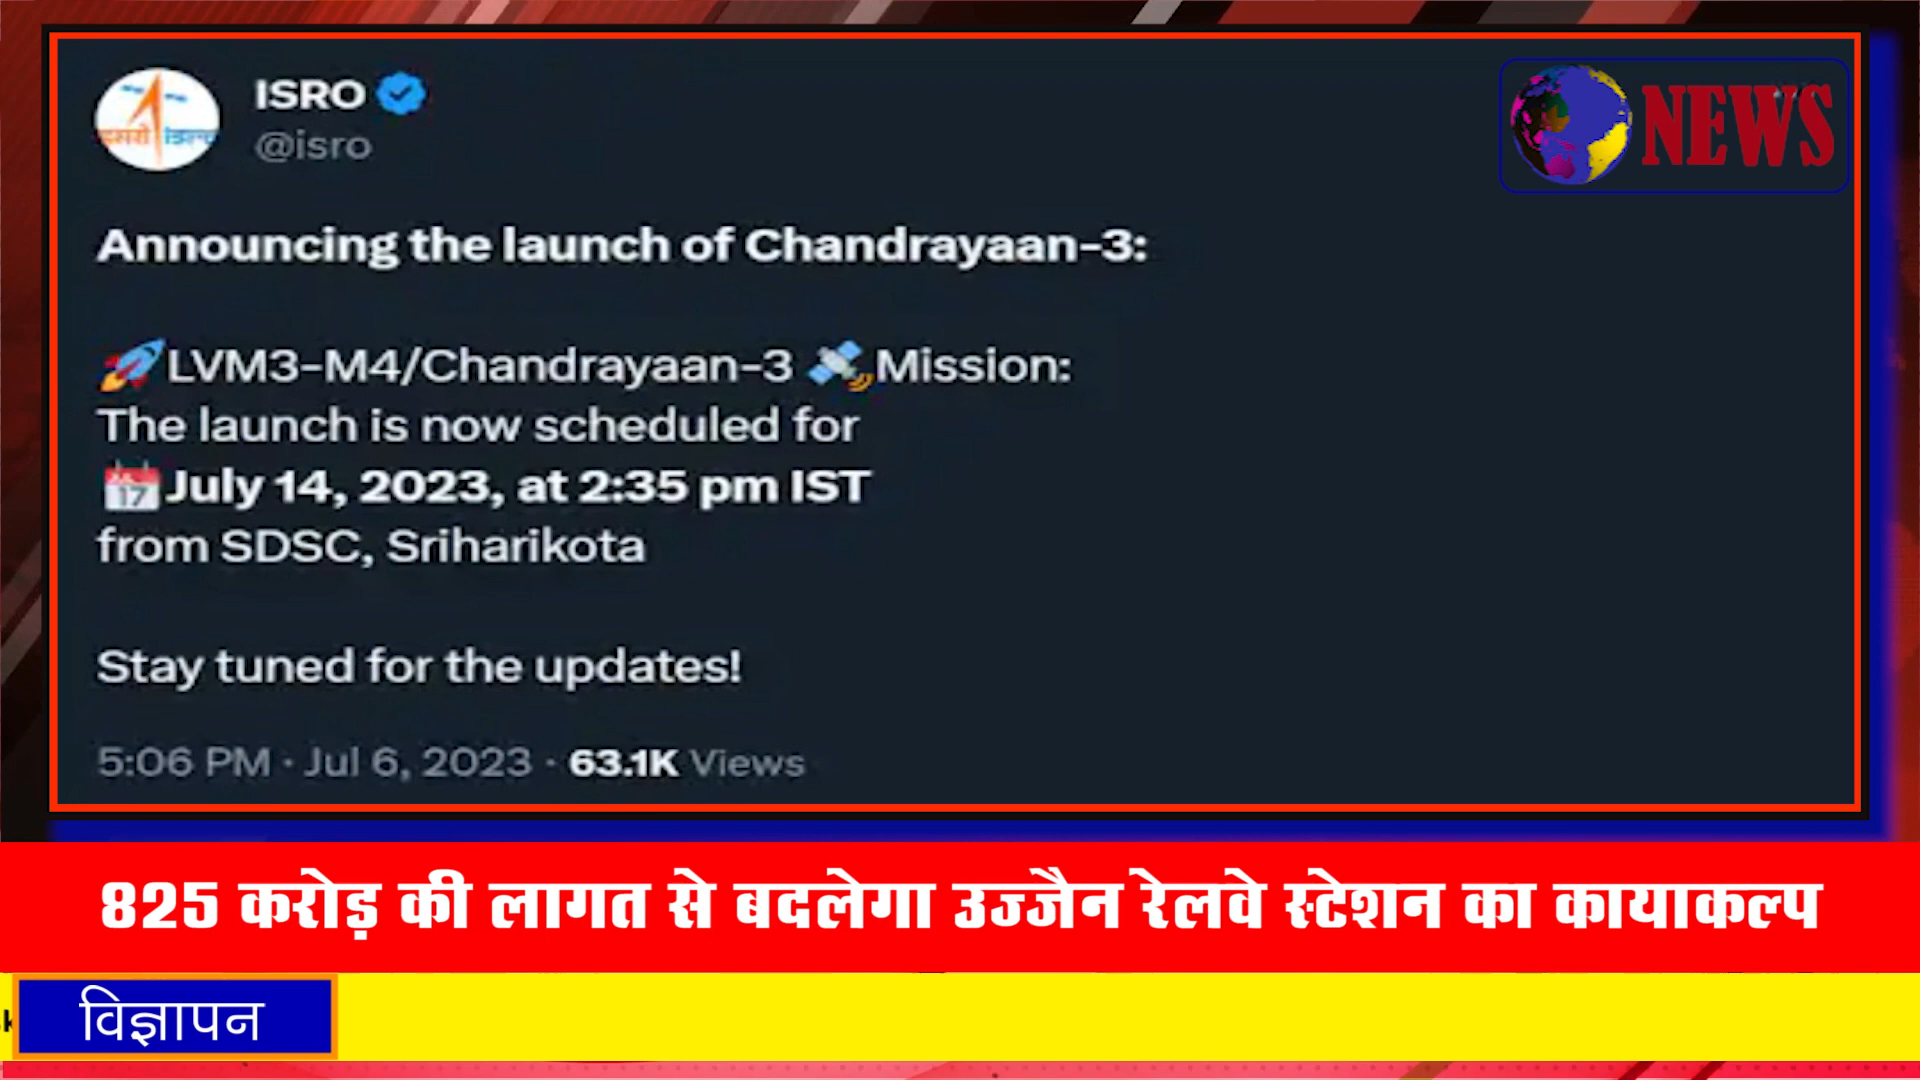 ISRO
@isro
NEWS
Announcing the launch of Chandrayaan-3:
🚀LVM3-M4/Chandrayaan-3 🛰️Mission:
The launch is now scheduled for
📅July 14, 2023, at 2:35 pm IST
from SDSC, Sriharikota
Stay tuned for the updates!
5:06 PM · Jul 6, 2023 · 63.1K Views
825 करोड़ की लागत से बदलेगा उज्जैन रेलवे स्टेशन का कायाकल्प
विज्ञापन